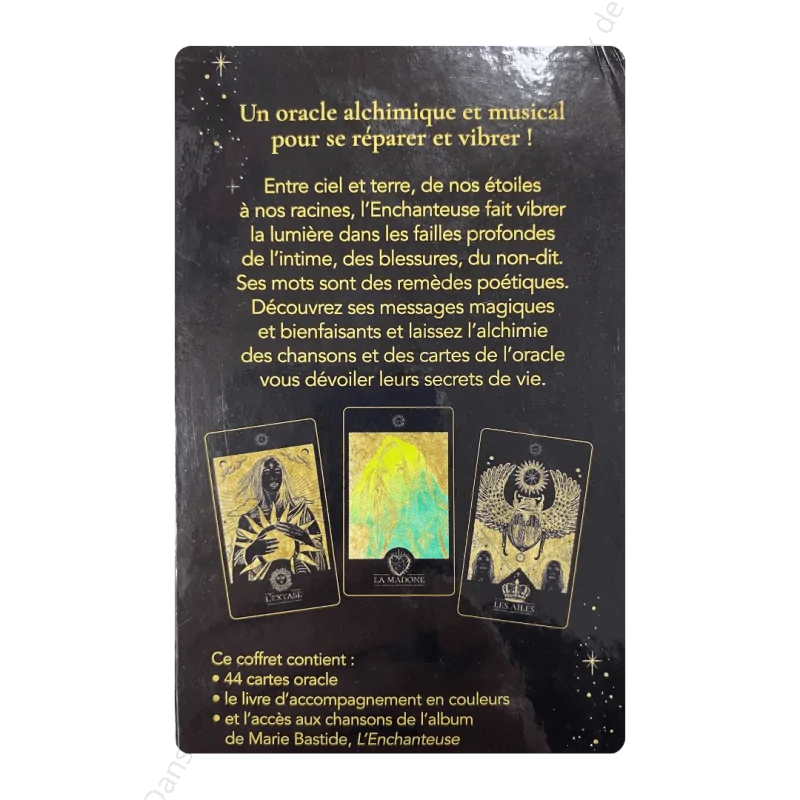 Un oracle alchimique et musical
pour se réparer et vibrer !
Entre ciel et terre, de nos étoiles
à nos racines, l'Enchanteuse fait vibrer
la lumière dans les failles profondes
de l'intime, des blessures, du non-dit.
Ses mots sont des remèdes poétiques.
Découvrez ses messages magiques
et bienfaisants et laissez l'alchimie
des chansons et des cartes de l'oracle
vous dévoiler leurs secrets de vie.
L'EXTASE
LA MADONE
LES AILES
Ce coffret contient :
• 44 cartes oracle
• le livre d'accompagnement en couleurs
• et l'accès aux chansons de l'album
de Marie Bastide, L'Enchanteuse
Dans
de